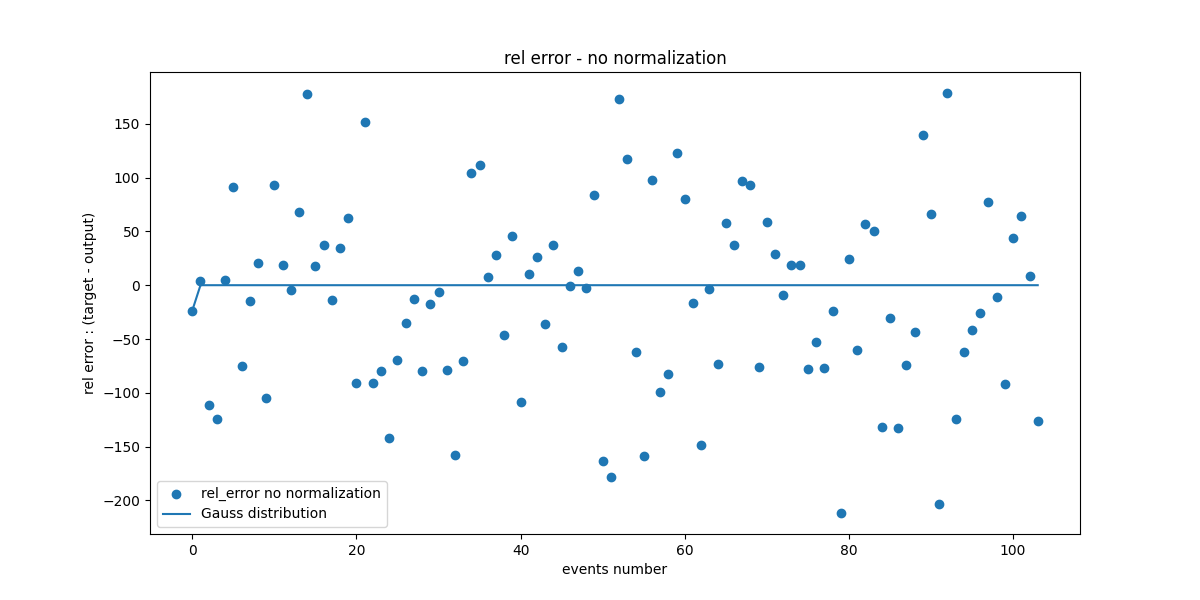 rel error - no normalization
rel error : (target - output)
150
100
50
0
−50
−100
−150
−200
rel_error no normalization
Gauss distribution
0 20 40 60 80 100
events number